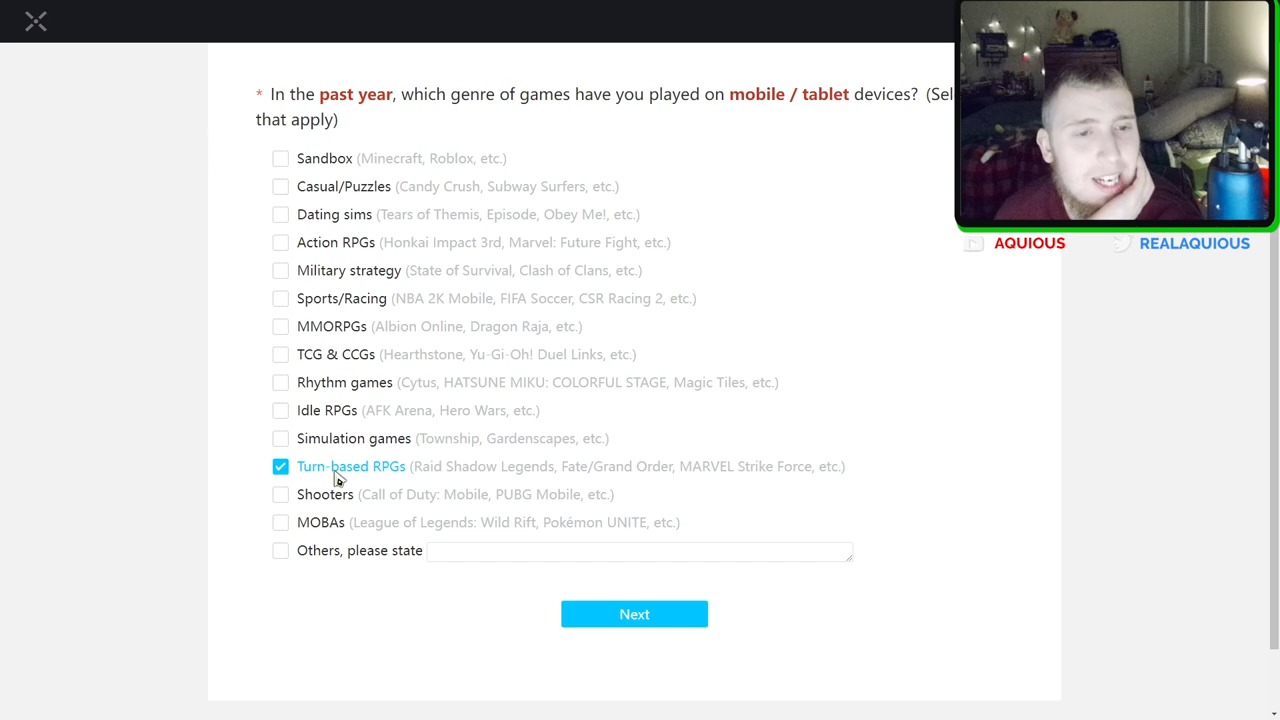 * In the past year, which genre of games have you played on mobile / tablet devices? (Sel
that apply)
Sandbox (Minecraft, Roblox, etc.)
Casual/Puzzles (Candy Crush, Subway Surfers, etc.)
Dating sims (Tears of Themis, Episode, Obey Me!, etc.)
Action RPGs (Honkai Impact 3rd, Marvel: Future Fight, etc.)
Military strategy (State of Survival, Clash of Clans, etc.)
Sports/Racing (NBA 2K Mobile, FIFA Soccer, CSR Racing 2, etc.)
MMORPGs (Albion Online, Dragon Raja, etc.)
TCG & CCGs (Hearthstone, Yu-Gi-Oh! Duel Links, etc.)
Rhythm games (Cytus, HATSUNE MIKU: COLORFUL STAGE, Magic Tiles, etc.)
Idle RPGs (AFK Arena, Hero Wars, etc.)
Simulation games (Township, Gardenscapes, etc.)
Turn-based RPGs (Raid Shadow Legends, Fate/Grand Order, MARVEL Strike Force, etc.)
Shooters (Call of Duty: Mobile, PUBG Mobile, etc.)
MOBAs (League of Legends: Wild Rift, Pokémon UNITE, etc.)
Others, please state
Next
AQUIOUS REALAQUIOUS